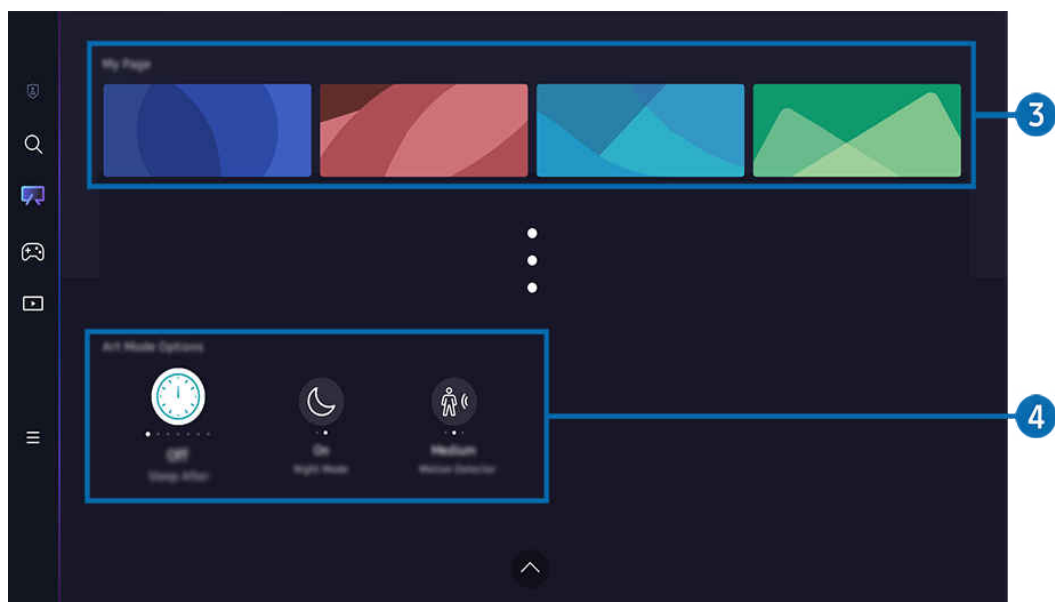 My Page
3
Art Mode Options
4
Off
On
Medium
Sleep After
Night Mode
Motion Detector